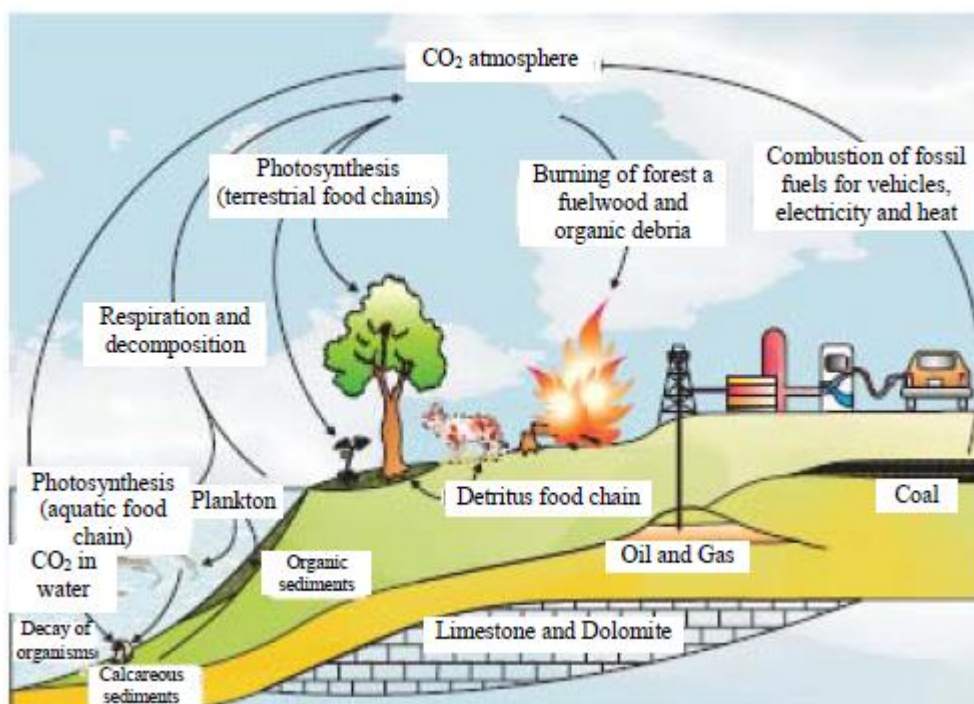 CO₂ atmosphere
Photosynthesis
(terrestrial food chains)
Burning of forest a
fuelwood and
organic debria
Combustion of fossil
fuels for vehicles,
electricity and heat
Respiration and
decomposition
Photosynthesis
(aquatic food
chain)
Plankton
Detritus food chain
Coal
CO₂ in
water
Organic
sediments
Oil and Gas
Decay of
organisms
Limestone and Dolomite
Calcareous
sediments